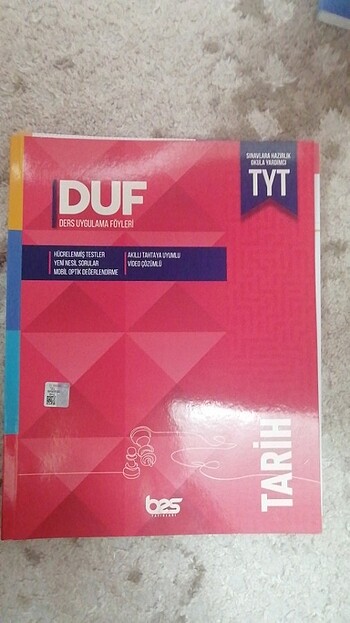 SINAVLARA HAZIRLIK
OKULA YARDIMCI
TYT
DUF
DERS UYGULAMA FÖYLERİ
HÜCRELENMİŞ TESTLER
YENİ NESİL SORULAR
MOBİL OPTİK DEĞERLENDİRME
AKILLI TAHTAYA UYUMLU
VİDEO ÇÖZÜMLÜ
TARİH
bes
YAYINLARI